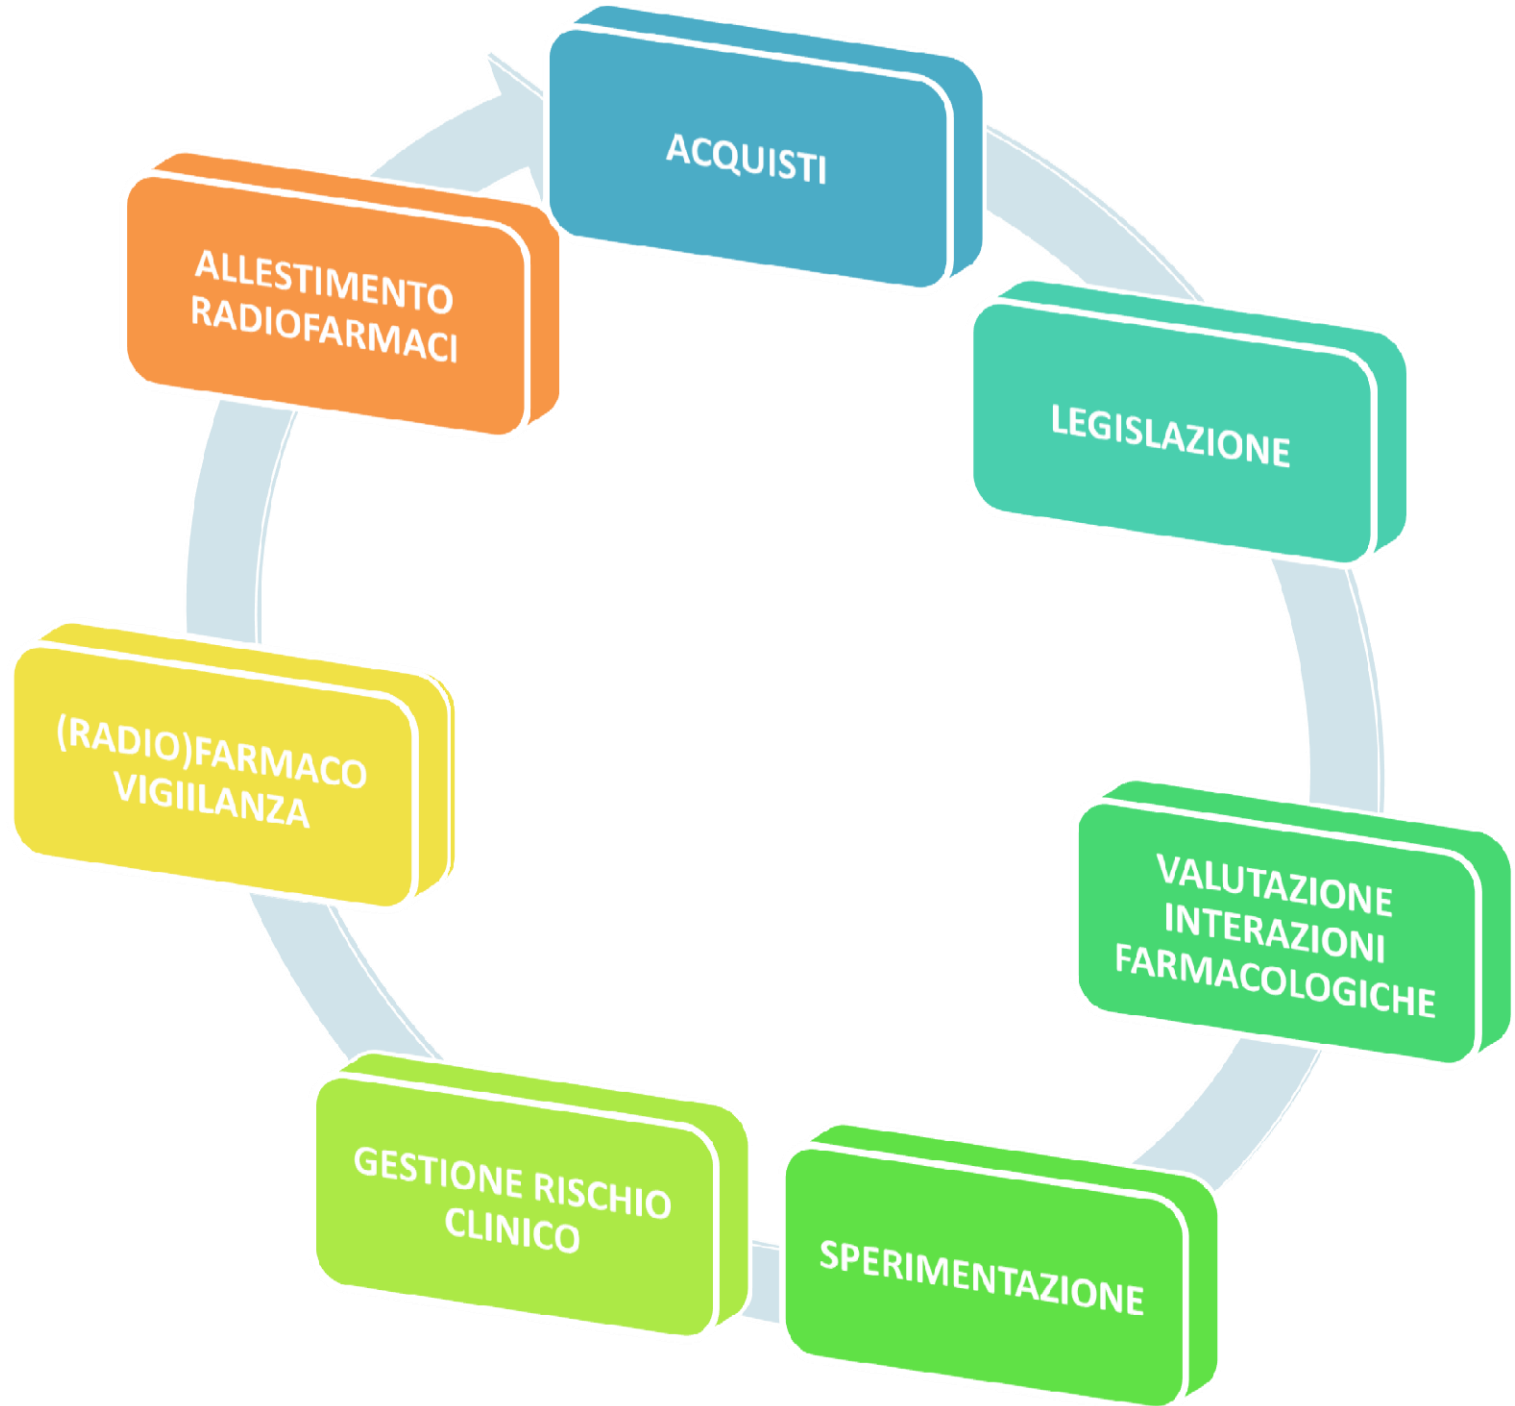 ACQUISTI
LEGISLAZIONE
VALUTAZIONE
INTERAZIONI
FARMACOLOGICHE
SPERIMENTAZIONE
GESTIONE RISCHIO
CLINICO
(RADIO)FARMACO
VIGIILANZA
ALLESTIMENTO
RADIOFARMACI